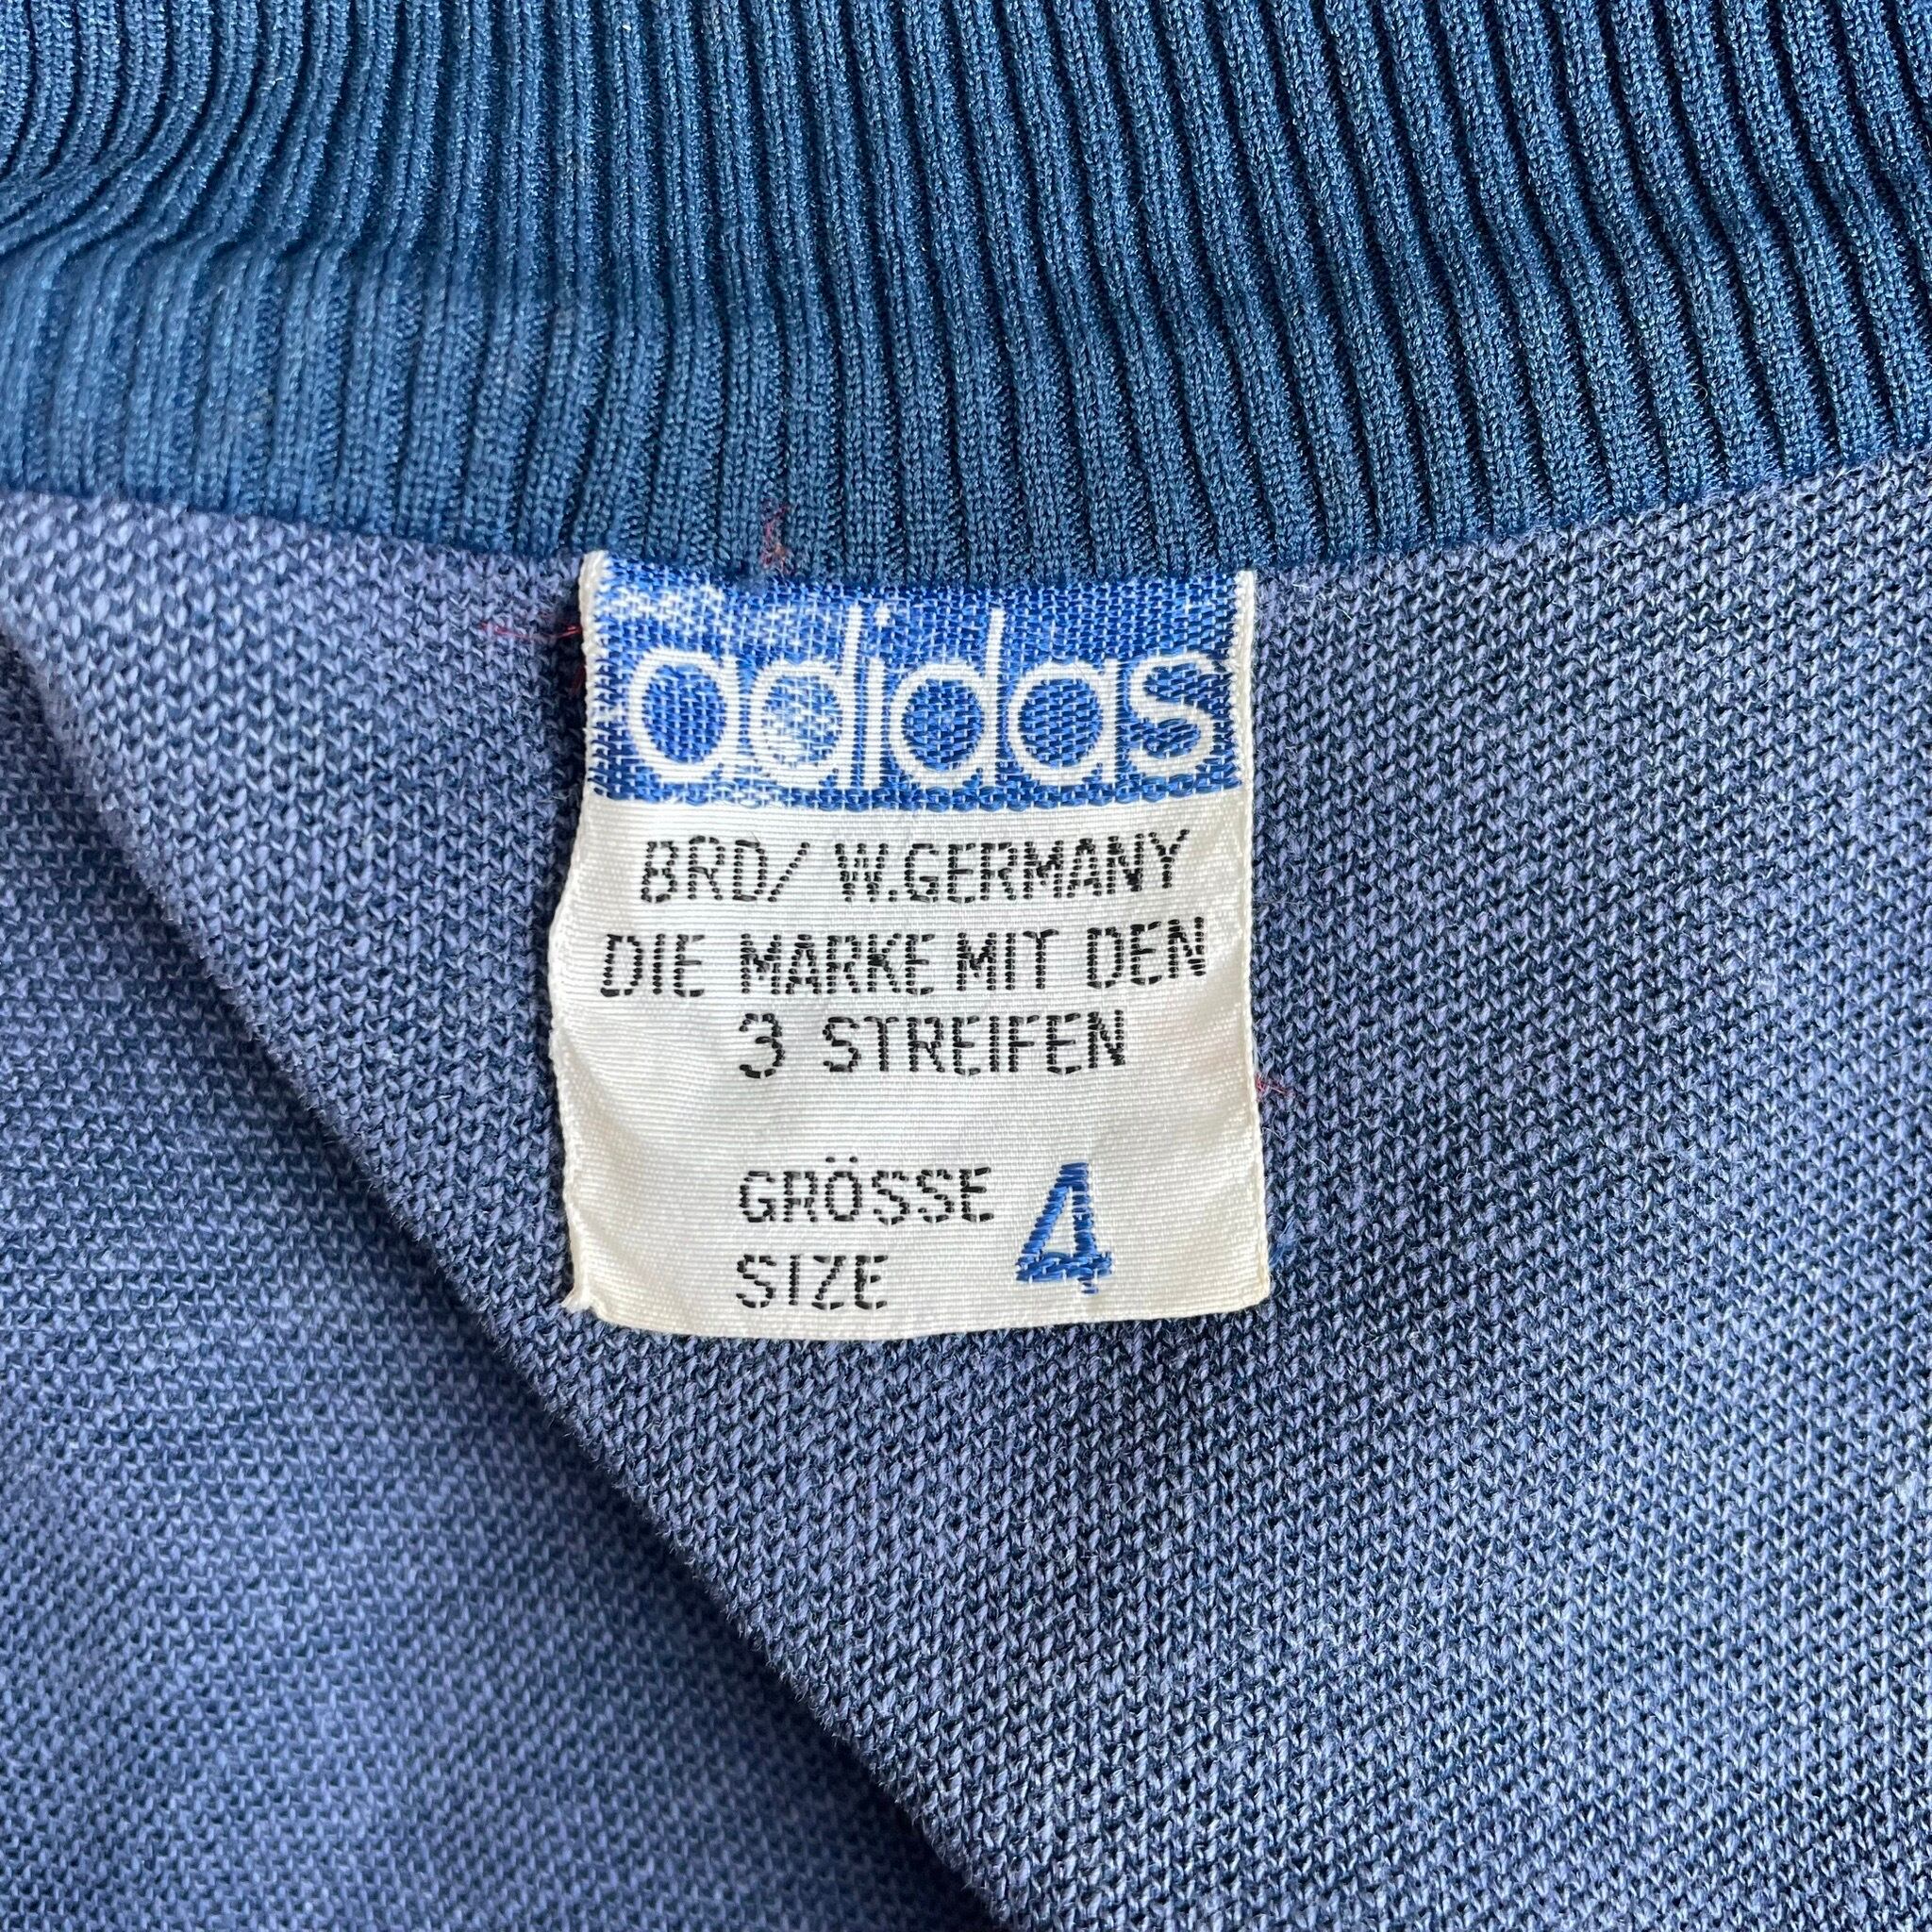 adidas
BRD/ W.GERMANY
DIE MARKE MIT DEN
3 STREIFEN
GRÖSSE 4
SIZE